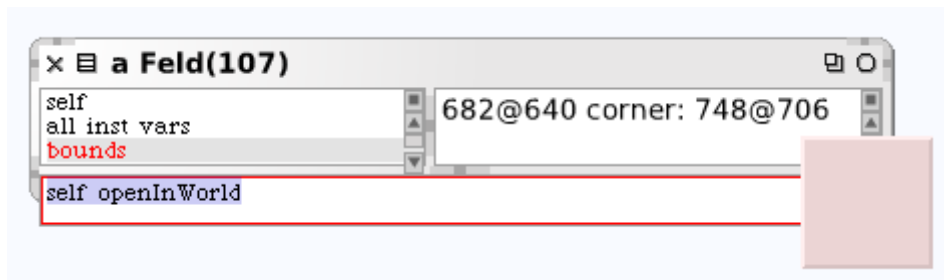 a Feld(107)
self
all inst vars
bounds
682@640 corner: 748@706
self openInWorld